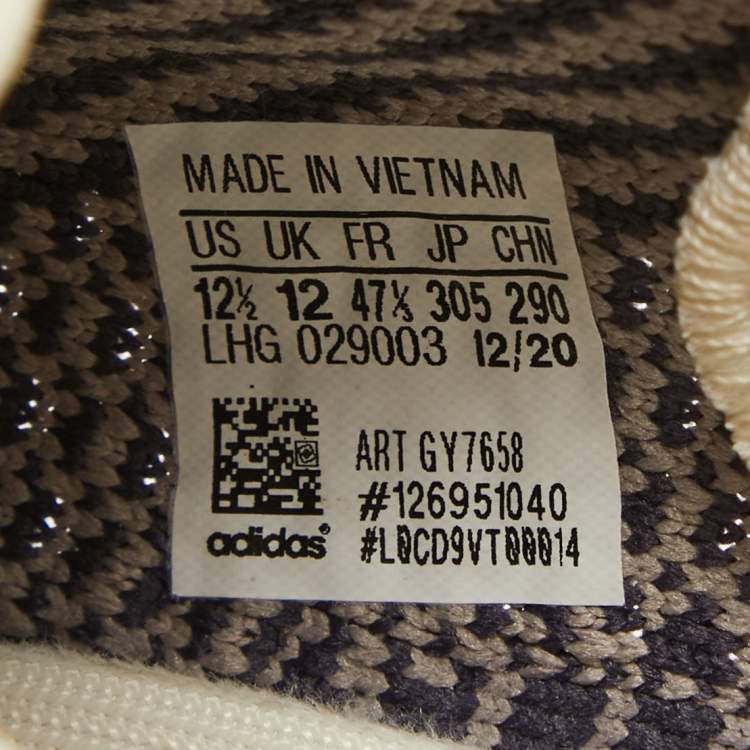 MADE IN VIETNAM
US UK FR JP CHN
12½ 12 47⅓ 305 290
LHG 029003 12/20
ART GY7658
#126951040
adidas® #L0CD9VT00014